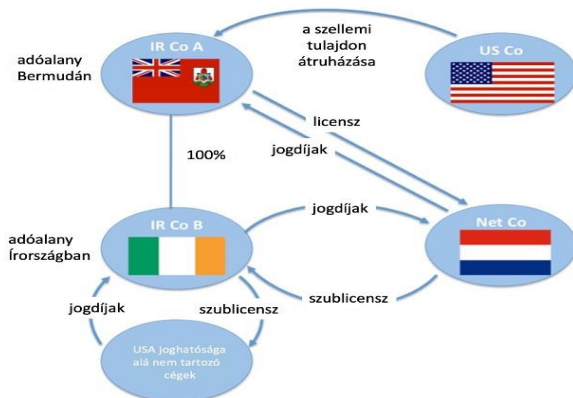 a szellemi
tulajdon
átruházása
IR Co A
US Co
adóalany
Bermudán
licensz
jogdíjak
100%
jogdíjak
IR Co B
Net Co
adóalany
Írországban
jogdíjak
szublicensz
szublicensz
USA joghatósága
alá nem tartozó
cégek